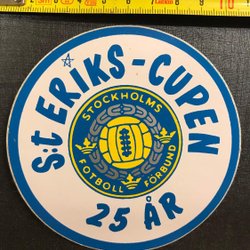 S:t ERIKS-CUPEN
STOCKHOLMS
FOTBOLL FÖRBUND
25 ÅR